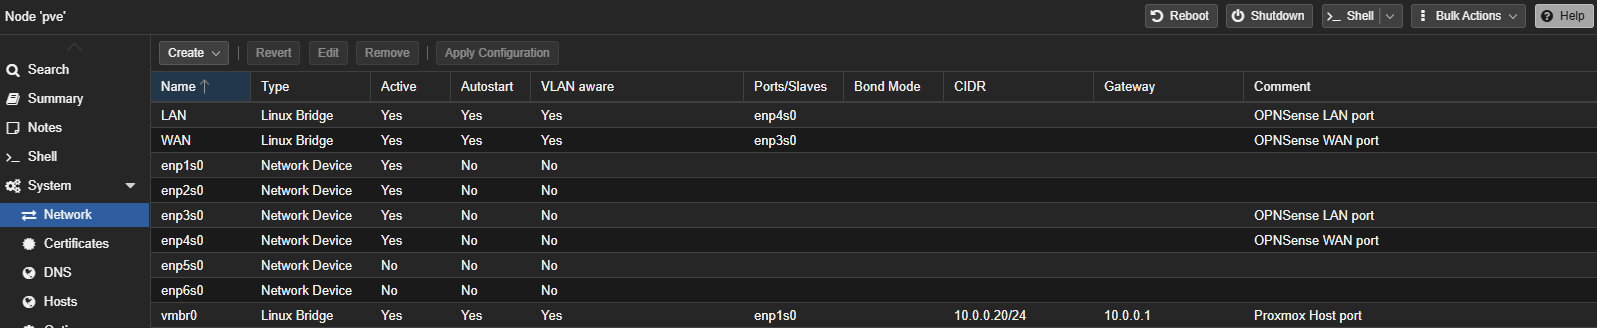 Node 'pve' Reboot Shutdown Shell Bulk Actions Help
Search
Summary
Notes
Shell
System
Network
Certificates
DNS
Hosts
Create Revert Edit Remove Apply Configuration
Name Type Active Autostart VLAN aware Ports/Slaves Bond Mode CIDR Gateway Comment
LAN Linux Bridge Yes Yes Yes enp4s0 OPNSense LAN port
WAN Linux Bridge Yes Yes Yes enp3s0 OPNSense WAN port
enp1s0 Network Device Yes No No
enp2s0 Network Device Yes No No
enp3s0 Network Device Yes No No OPNSense LAN port
enp4s0 Network Device Yes No No OPNSense WAN port
enp5s0 Network Device No No No
enp6s0 Network Device No No No
vmbr0 Linux Bridge Yes Yes Yes enp1s0 10.0.0.20/24 10.0.0.1 Proxmox Host port